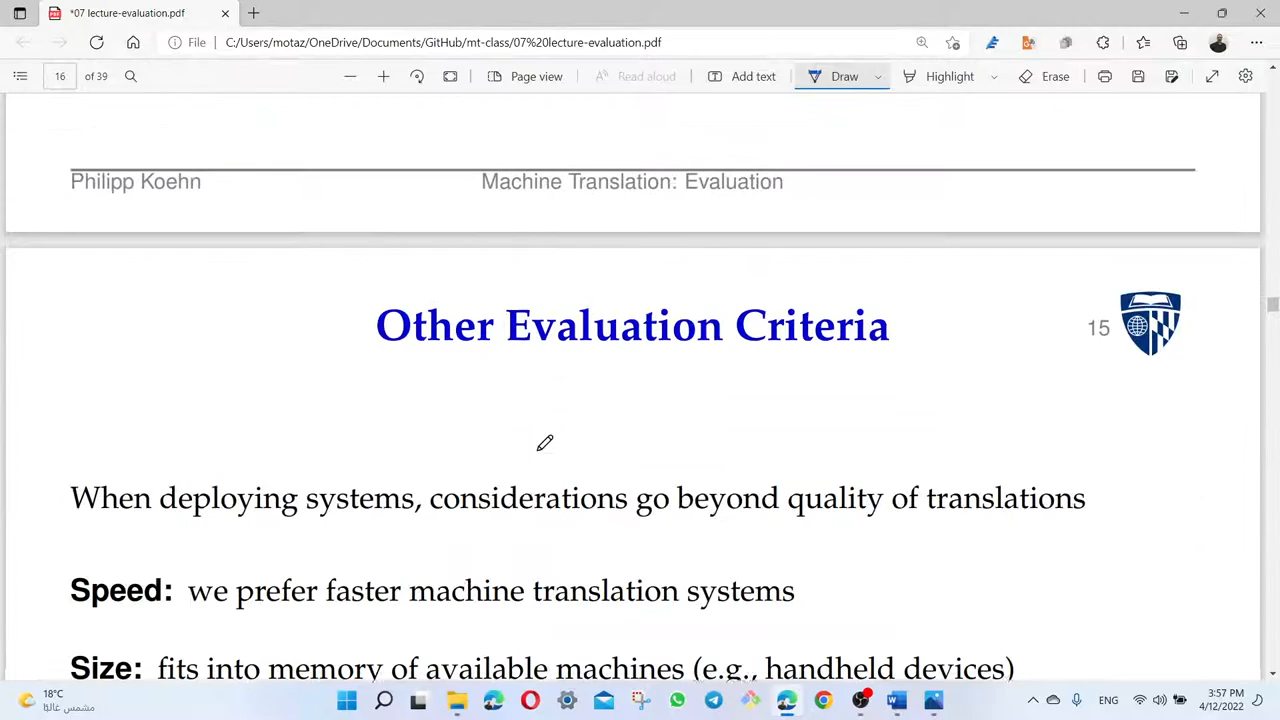 *07 lecture-evaluation.pdf
File
C:/Users/motaz/OneDrive/Documents/GitHub/mt-class/07%20lecture-evaluation.pdf
16 of 39
Page view
Read aloud
Add text
Draw
Highlight
Erase
Philipp Koehn
Machine Translation: Evaluation
Other Evaluation Criteria
15
When deploying systems, considerations go beyond quality of translations
Speed: we prefer faster machine translation systems
Size: fits into memory of available machines (e.g., handheld devices)
18°C
مشمس غالبًا
ENG
3:57 PM
4/12/2022